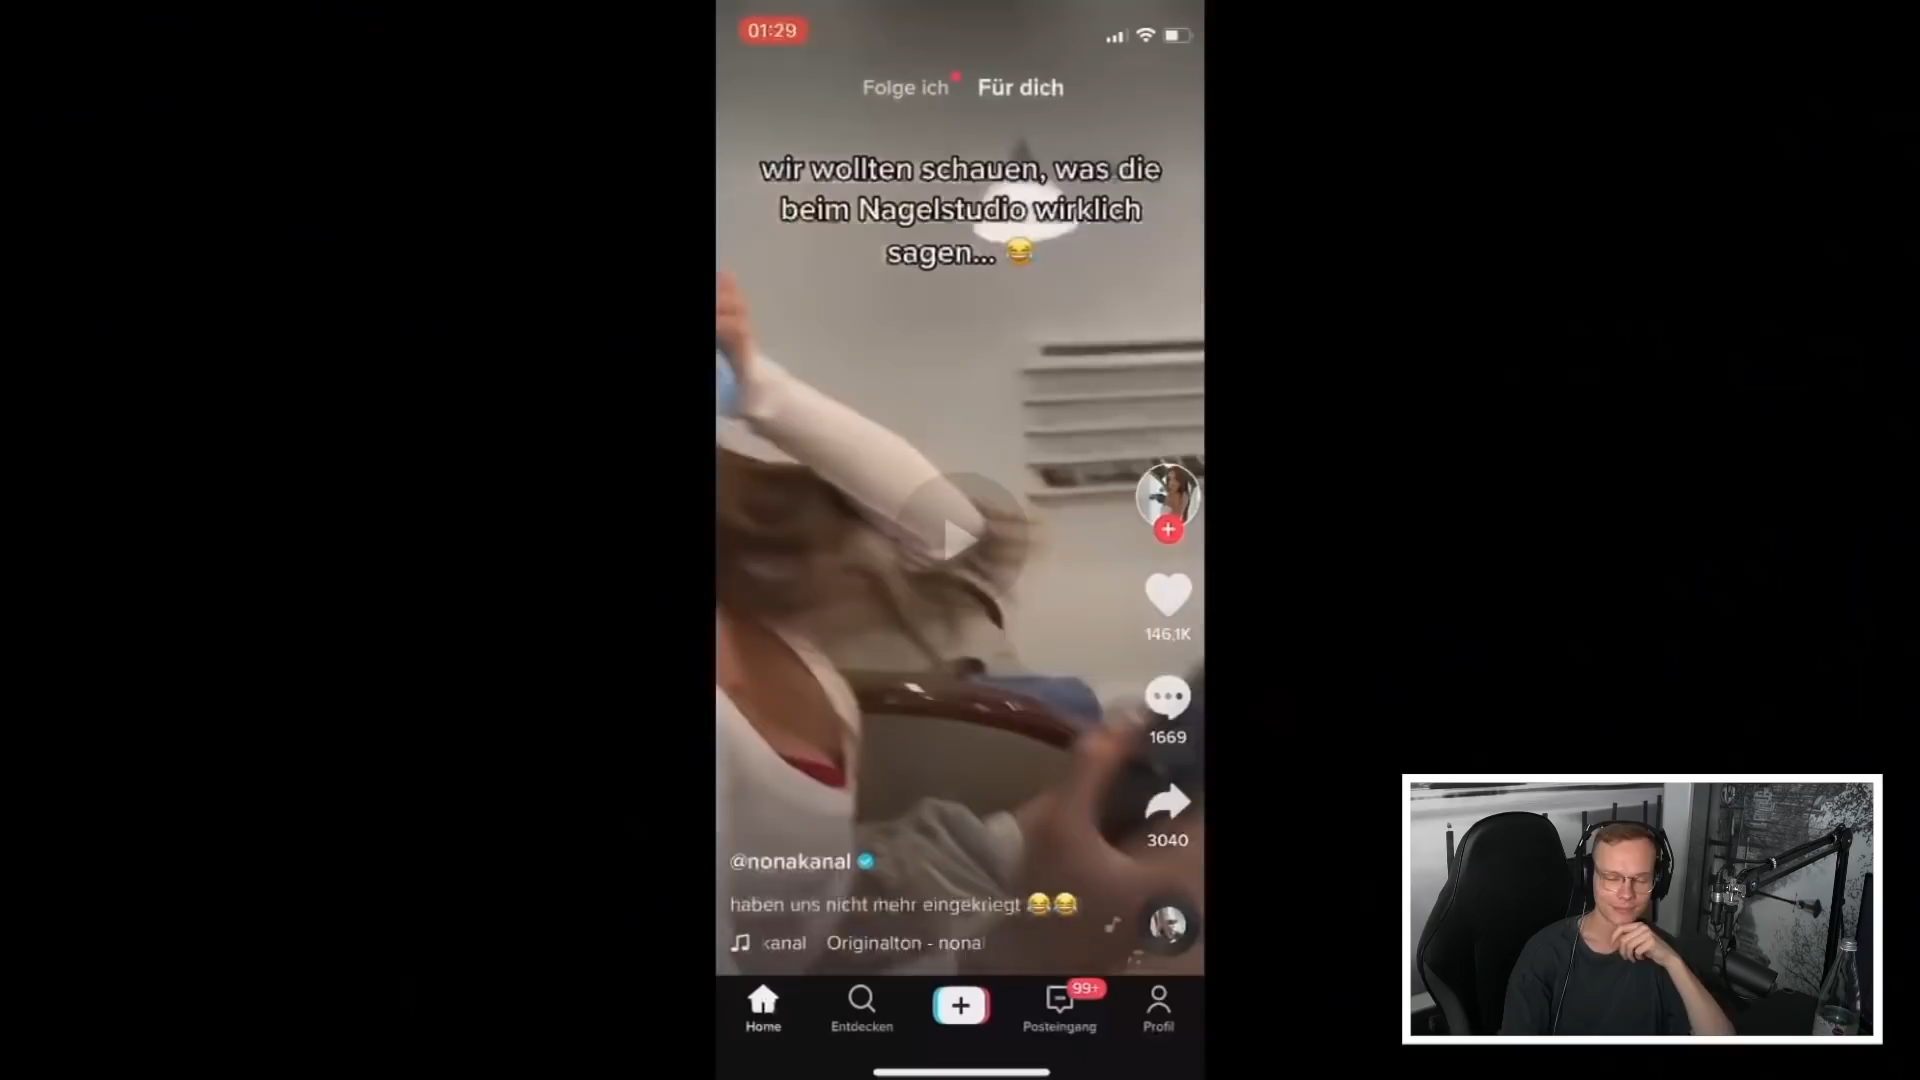 01:29
Folge ich Für dich
wir wollten schauen, was die
beim Nagelstudio wirklich
sagen... 😂
146,1K
1669
3040
@nonakanal
haben uns nicht mehr eingekriegt 😂😂
kanal Originalton - nona
99+
Home Entdecken Posteingang Profil